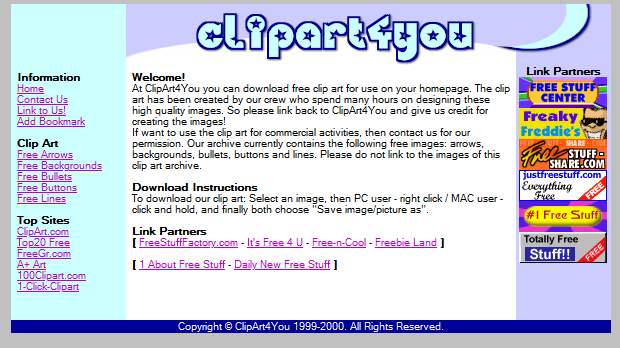 clipart4you
Information
Home
Contact Us
Link to Us!
Add Bookmark
Clip Art
Free Arrows
Free Backgrounds
Free Bullets
Free Buttons
Free Lines
Top Sites
ClipArt.com
Top20 Free
FreeGr.com
A+ Art
100Clipart.com
1-Click-Clipart
Welcome!
At ClipArt4You you can download free clip art for use on your homepage. The clip
art has been created by our crew who spend many hours on designing these
high quality images. So please link back to ClipArt4You and give us credit for
creating the images!
If want to use the clip art for commercial activities, then contact us for our
permission. Our archive currently contains the following free images: arrows,
backgrounds, bullets, buttons and lines. Please do not link to the images of this
clip art archive.
Download Instructions
To download our clip art: Select an image, then PC user - right click / MAC user -
click and hold, and finally both choose "Save image/picture as".
Link Partners
[ FreeStuffFactory.com - It's Free 4 U - Free-n-Cool - Freebie Land ]
[ 1 About Free Stuff - Daily New Free Stuff ]
Link Partners
FREE STUFF
CENTER
Freaky
Freddie's
Free STUFF-
SHARE.COM
justfreestuff.com
Everything
Free
FREE
#1 Free Stuff
Totally Free
Stuff!!
FREE
Copyright © ClipArt4You 1999-2000. All Rights Reserved.